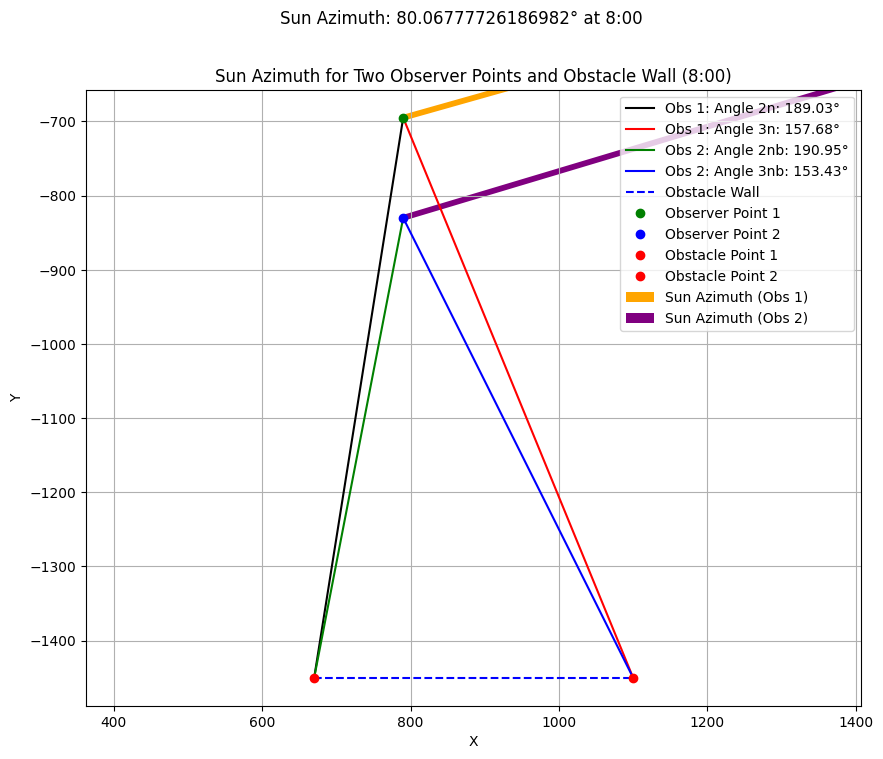 Sun Azimuth: 80.06777726186982° at 8:00
Sun Azimuth for Two Observer Points and Obstacle Wall (8:00)
Obs 1: Angle 2n: 189.03°
Obs 1: Angle 3n: 157.68°
Obs 2: Angle 2nb: 190.95°
Obs 2: Angle 3nb: 153.43°
Obstacle Wall
Observer Point 1
Observer Point 2
Obstacle Point 1
Obstacle Point 2
Sun Azimuth (Obs 1)
Sun Azimuth (Obs 2)
Y
−700
−800
−900
−1000
−1100
−1200
−1300
−1400
400 600 800 1000 1200 1400
X